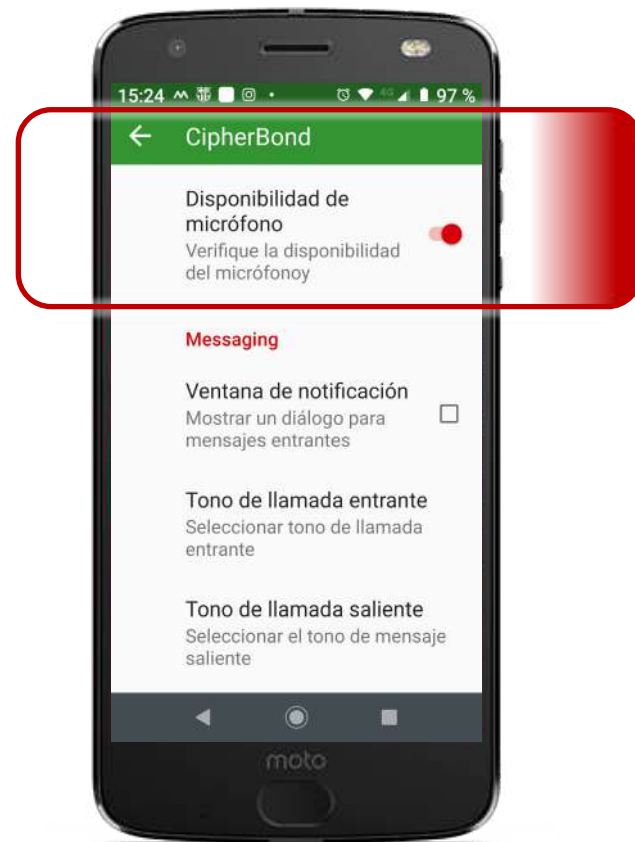 15:24 4G 97 %
CipherBond
Disponibilidad de
micrófono
Verifique la disponibilidad
del micrófonoy
Messaging
Ventana de notificación
Mostrar un diálogo para
mensajes entrantes
Tono de llamada entrante
Seleccionar tono de llamada
entrante
Tono de llamada saliente
Seleccionar el tono de mensaje
saliente
moto